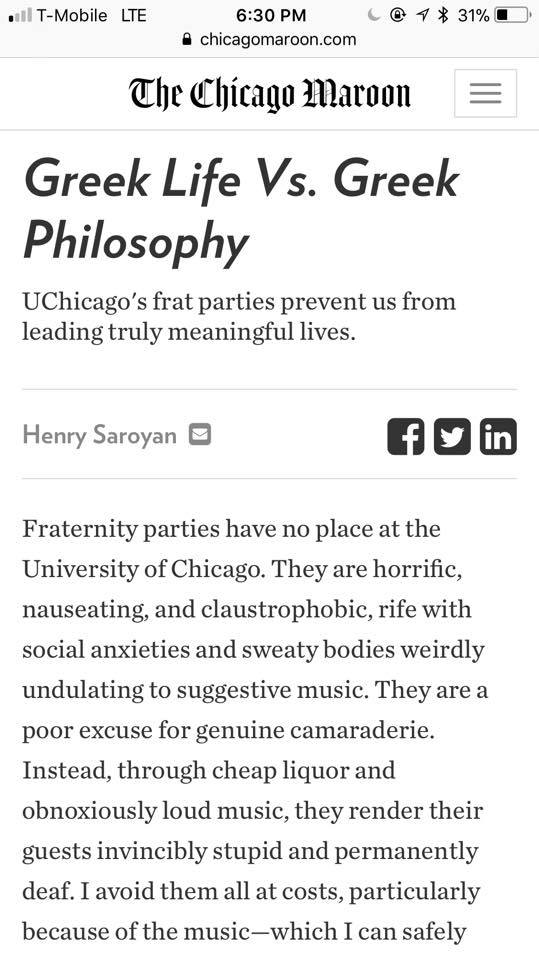 T-Mobile LTE 6:30 PM 31%
chicagomaroon.com
The Chicago Maroon
Greek Life Vs. Greek
Philosophy
UChicago's frat parties prevent us from
leading truly meaningful lives.
Henry Saroyan
Fraternity parties have no place at the
University of Chicago. They are horrific,
nauseating, and claustrophobic, rife with
social anxieties and sweaty bodies weirdly
undulating to suggestive music. They are a
poor excuse for genuine camaraderie.
Instead, through cheap liquor and
obnoxiously loud music, they render their
guests invincibly stupid and permanently
deaf. I avoid them all at costs, particularly
because of the music—which I can safely